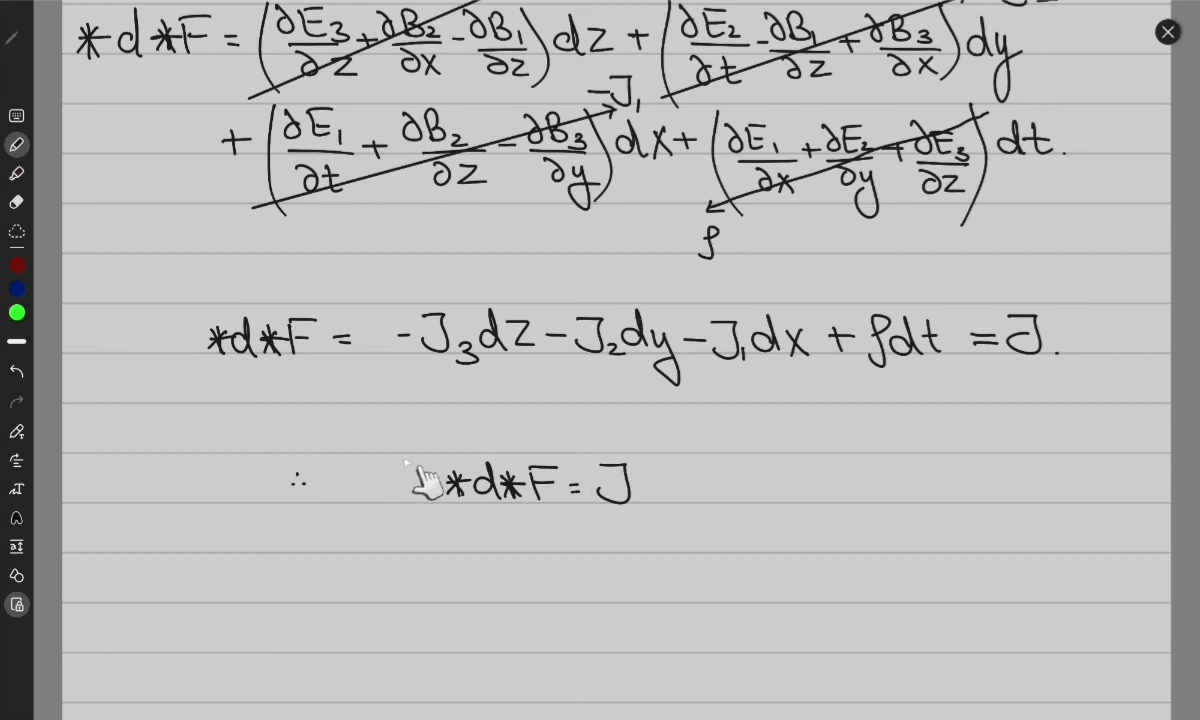 *d*F = (∂E₃/∂z + ∂B₂/∂x - ∂B₁/∂z) dz + (∂E₂/∂t - ∂B₁/∂z + ∂B₃/∂x) dy
-J₁
+ (∂E₁/∂t + ∂B₂/∂z - ∂B₃/∂y) dx + (∂E₁/∂x + ∂E₂/∂y + ∂E₃/∂z) dt.
ρ
*d*F = -J₃dz - J₂dy - J₁dx + ρdt = J.
∴ *d*F = J